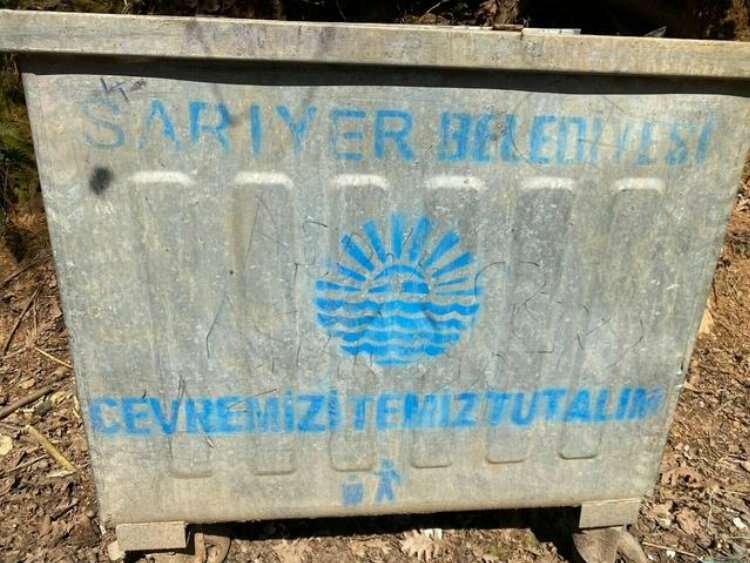 SARIYER BELEDİYESİ
ÇEVREMİZİ TEMİZ TUTALIM